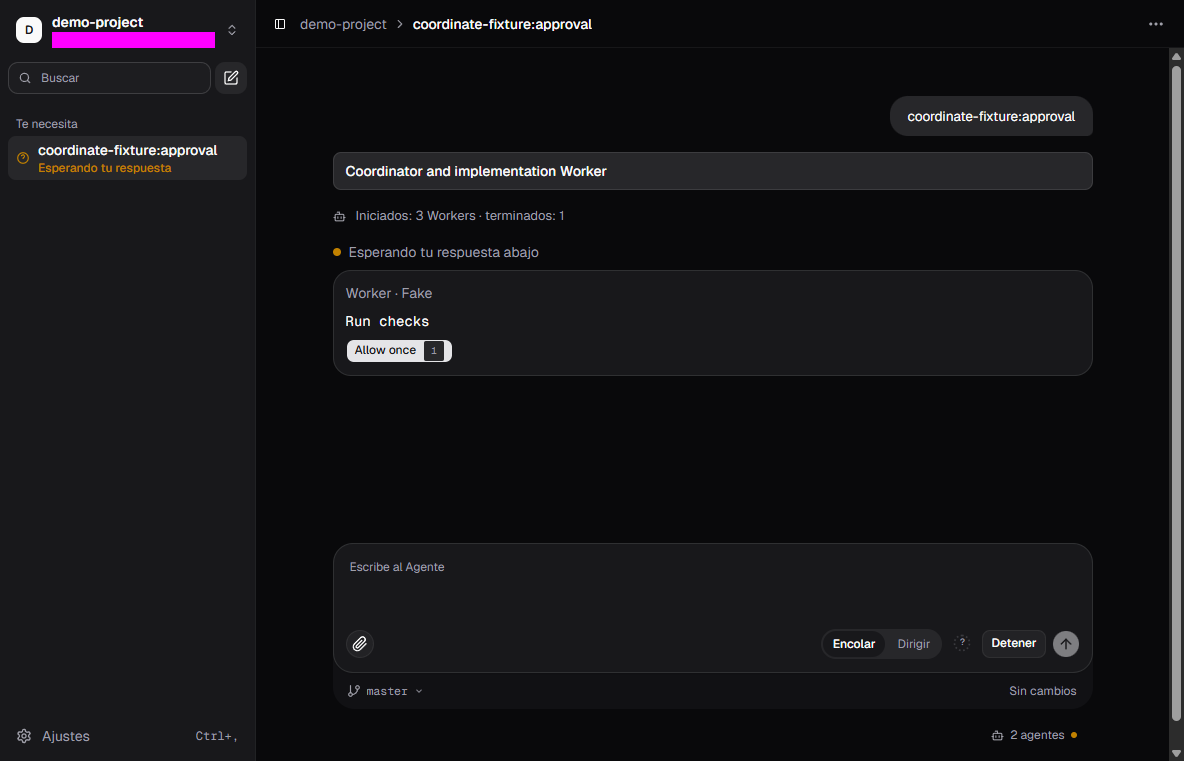 D
demo-project
Buscar
Te necesita
coordinate-fixture:approval
Esperando tu respuesta
Ajustes
Ctrl+,
demo-project > coordinate-fixture:approval
coordinate-fixture:approval
Coordinator and implementation Worker
Iniciados: 3 Workers · terminados: 1
Esperando tu respuesta abajo
Worker · Fake
Run checks
Allow once 1
Escribe al Agente
Encolar Dirigir ? Detener
master
Sin cambios
2 agentes